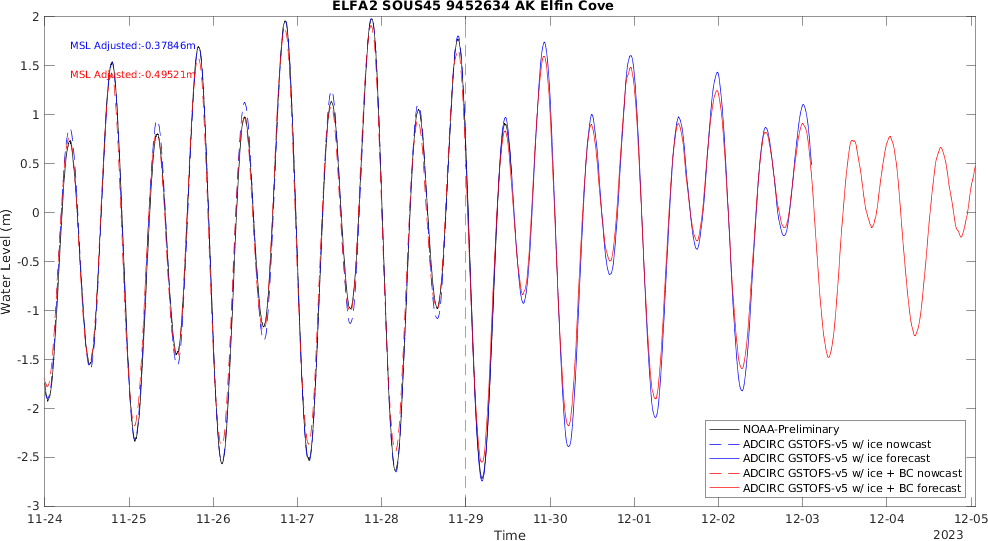 ELFA2 SOUS45 9452634 AK Elfin Cove
2
1.5
1
0.5
0
-0.5
-1
-1.5
-2
-2.5
-3
Water Level (m)
MSL Adjusted:-0.37846m
MSL Adjusted:-0.49521m
NOAA-Preliminary
ADCIRC GSTOFS-v5 w/ ice nowcast
ADCIRC GSTOFS-v5 w/ ice forecast
ADCIRC GSTOFS-v5 w/ ice + BC nowcast
ADCIRC GSTOFS-v5 w/ ice + BC forecast
11-24 11-25 11-26 11-27 11-28 11-29 11-30 12-01 12-02 12-03 12-04 12-05
Time
2023